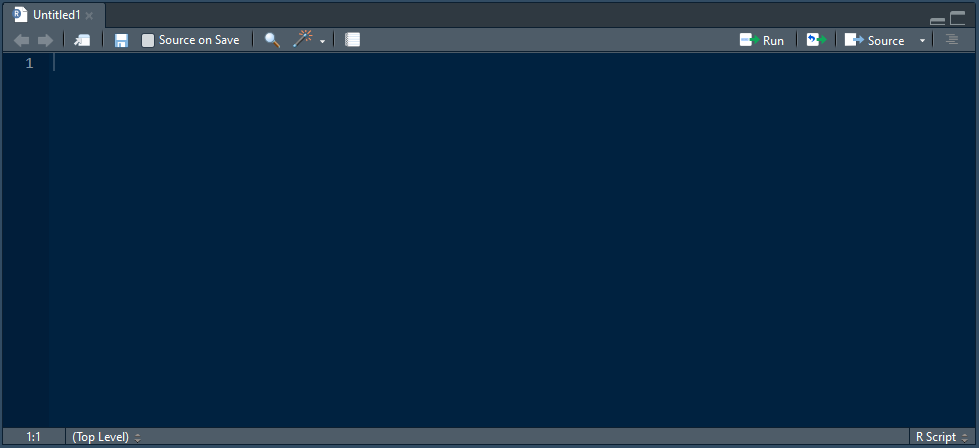 Untitled1
Source on Save
Run
Source
1
1:1
(Top Level)
R Script